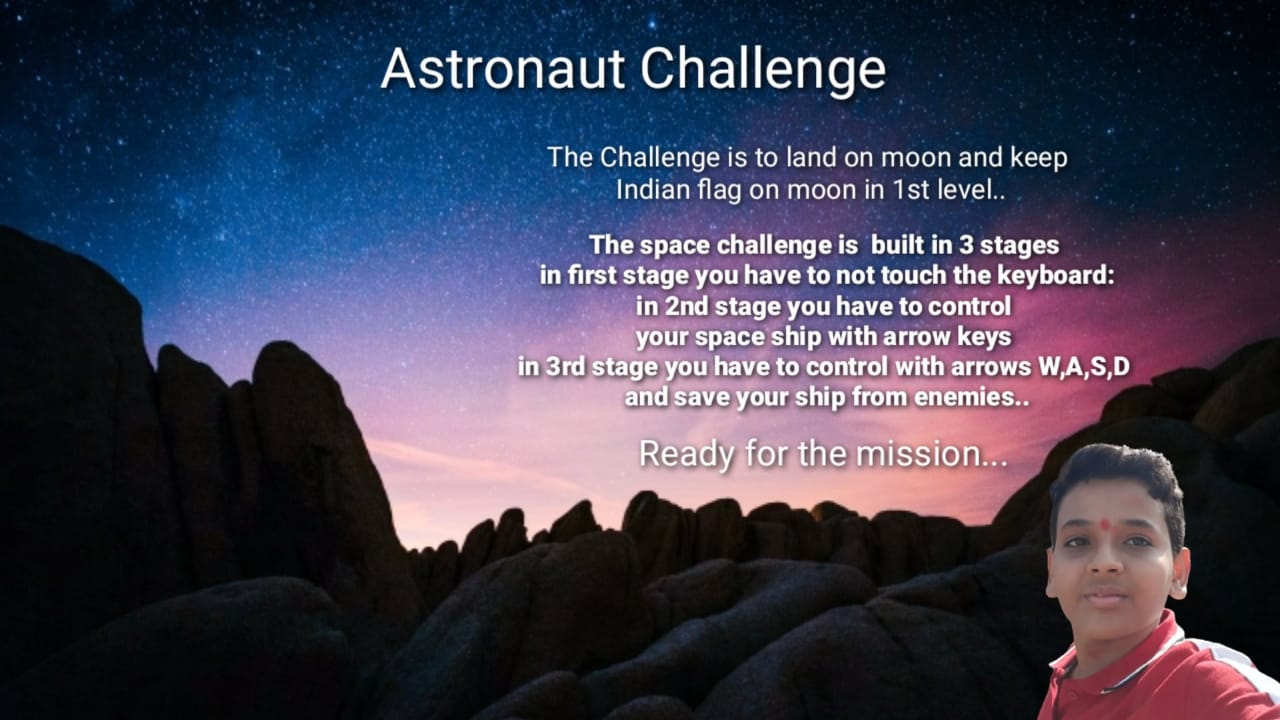 Astronaut Challenge
The Challenge is to land on moon and keep
Indian flag on moon in 1st level..
The space challenge is  built in 3 stages
in first stage you have to not touch the keyboard:
in 2nd stage you have to control
your space ship with arrow keys
in 3rd stage you have to control with arrows W,A,S,D
and save your ship from enemies..
Ready for the mission...